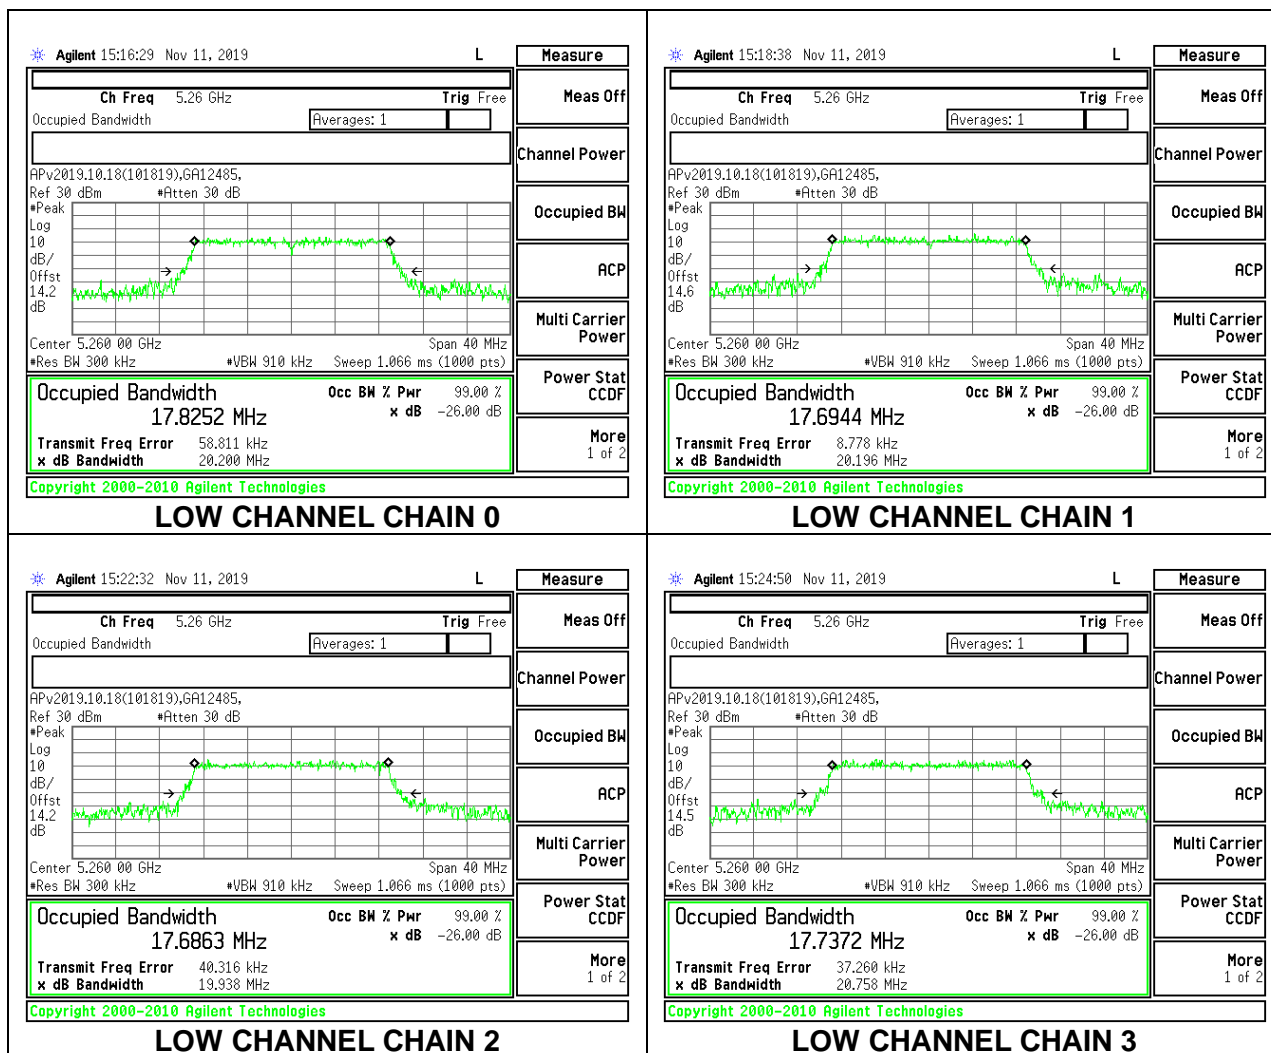 Agilent 15:16:29 Nov 11, 2019 L Measure
Ch Freq 5.26 GHz Trig Free
Occupied Bandwidth Averages: 1
APv2019.10.18(101819),GA12485,
Ref 30 dBm #Atten 30 dB
#Peak
Log
10
dB/
Offst
14.2
dB
Center 5.260 00 GHz Span 40 MHz
#Res BW 300 kHz #VBW 910 kHz Sweep 1.066 ms (1000 pts)
Occupied Bandwidth Occ BW % Pwr 99.00 %
17.8252 MHz x dB -26.00 dB
Transmit Freq Error 58.811 kHz
x dB Bandwidth 20.200 MHz
Copyright 2000-2010 Agilent Technologies
Meas Off
Channel Power
Occupied BW
ACP
Multi Carrier
Power
Power Stat
CCDF
More
1 of 2
LOW CHANNEL CHAIN 0
Agilent 15:18:38 Nov 11, 2019 L Measure
Ch Freq 5.26 GHz Trig Free
Occupied Bandwidth Averages: 1
APv2019.10.18(101819),GA12485,
Ref 30 dBm #Atten 30 dB
#Peak
Log
10
dB/
Offst
14.6
dB
Center 5.260 00 GHz Span 40 MHz
#Res BW 300 kHz #VBW 910 kHz Sweep 1.066 ms (1000 pts)
Occupied Bandwidth Occ BW % Pwr 99.00 %
17.6944 MHz x dB -26.00 dB
Transmit Freq Error 8.778 kHz
x dB Bandwidth 20.196 MHz
Copyright 2000-2010 Agilent Technologies
Meas Off
Channel Power
Occupied BW
ACP
Multi Carrier
Power
Power Stat
CCDF
More
1 of 2
LOW CHANNEL CHAIN 1
Agilent 15:22:32 Nov 11, 2019 L Measure
Ch Freq 5.26 GHz Trig Free
Occupied Bandwidth Averages: 1
APv2019.10.18(101819),GA12485,
Ref 30 dBm #Atten 30 dB
#Peak
Log
10
dB/
Offst
14.2
dB
Center 5.260 00 GHz Span 40 MHz
#Res BW 300 kHz #VBW 910 kHz Sweep 1.066 ms (1000 pts)
Occupied Bandwidth Occ BW % Pwr 99.00 %
17.6863 MHz x dB -26.00 dB
Transmit Freq Error 40.316 kHz
x dB Bandwidth 19.938 MHz
Copyright 2000-2010 Agilent Technologies
Meas Off
Channel Power
Occupied BW
ACP
Multi Carrier
Power
Power Stat
CCDF
More
1 of 2
LOW CHANNEL CHAIN 2
Agilent 15:24:50 Nov 11, 2019 L Measure
Ch Freq 5.26 GHz Trig Free
Occupied Bandwidth Averages: 1
APv2019.10.18(101819),GA12485,
Ref 30 dBm #Atten 30 dB
#Peak
Log
10
dB/
Offst
14.5
dB
Center 5.260 00 GHz Span 40 MHz
#Res BW 300 kHz #VBW 910 kHz Sweep 1.066 ms (1000 pts)
Occupied Bandwidth Occ BW % Pwr 99.00 %
17.7372 MHz x dB -26.00 dB
Transmit Freq Error 37.260 kHz
x dB Bandwidth 20.758 MHz
Copyright 2000-2010 Agilent Technologies
Meas Off
Channel Power
Occupied BW
ACP
Multi Carrier
Power
Power Stat
CCDF
More
1 of 2
LOW CHANNEL CHAIN 3